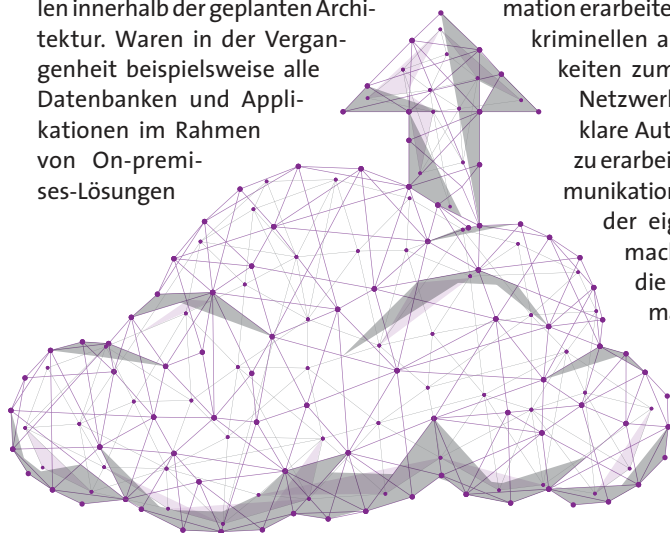 len innerhalb der geplanten Archi-
tektur. Waren in der Vergan-
genheit beispielsweise alle
Datenbanken und Appli-
kationen im Rahmen
von On-premi-
ses-Lösungen
mation erarbeite
kriminellen a
keiten zum
Netzwerk
klare Aut
zu erarbei
munikation
der eig
mach
die
ma